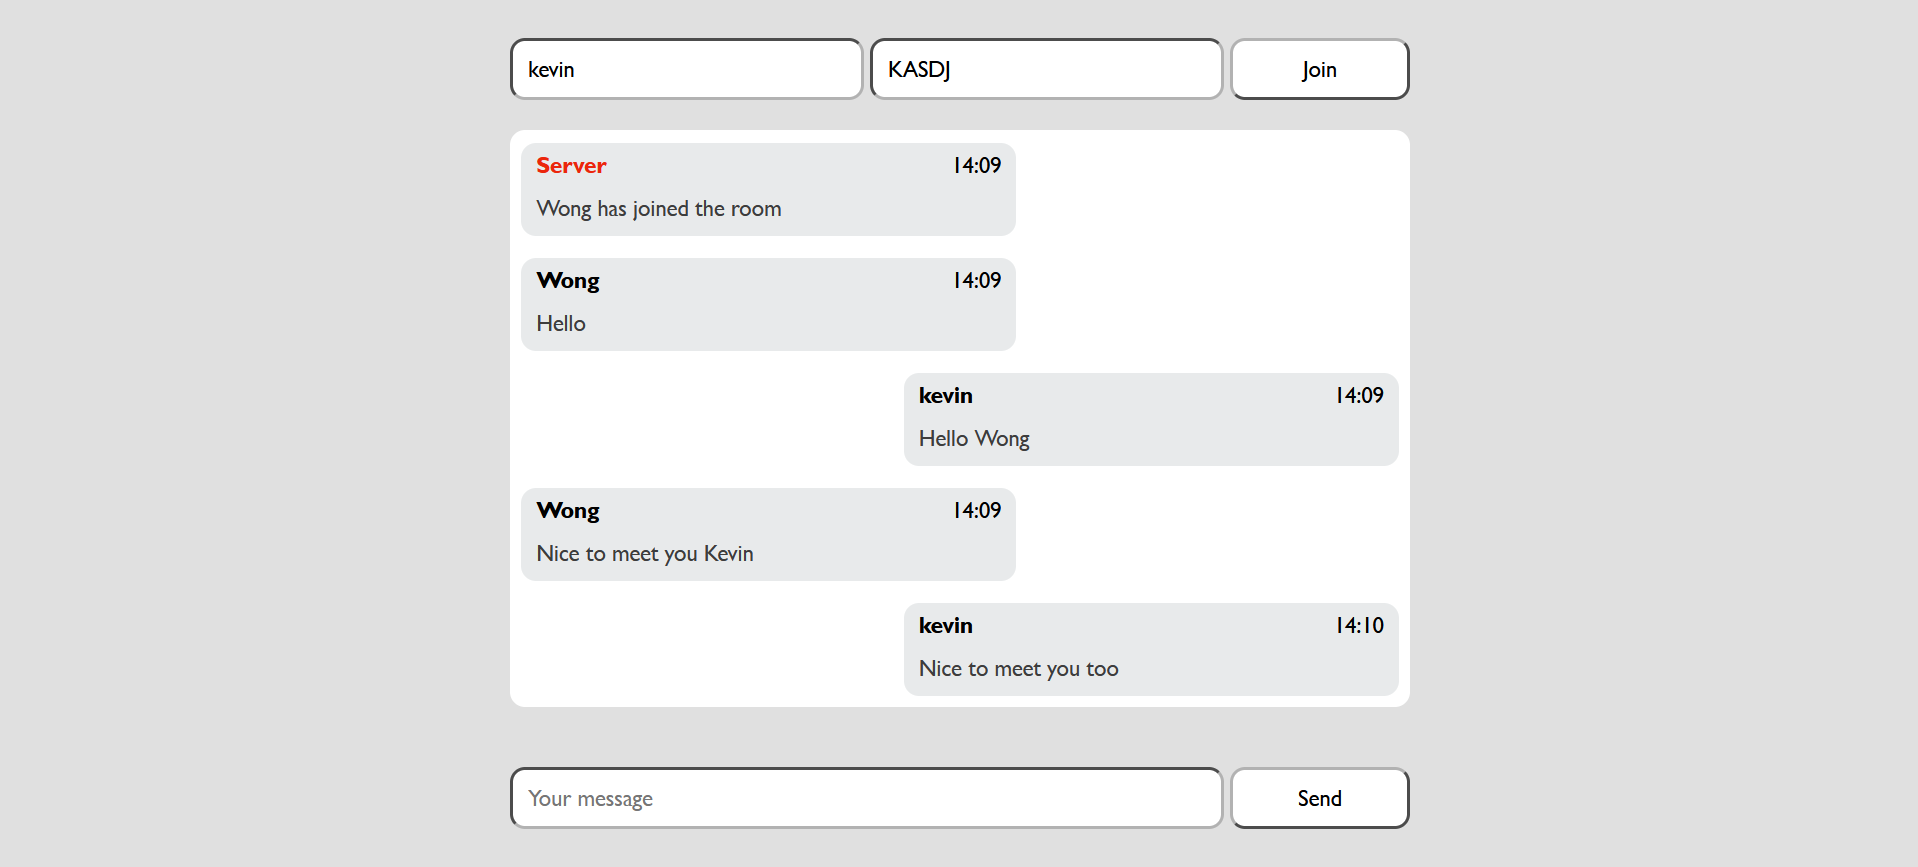 kevin KASDJ Join
Server 14:09
Wong has joined the room
Wong 14:09
Hello
kevin 14:09
Hello Wong
Wong 14:09
Nice to meet you Kevin
kevin 14:10
Nice to meet you too
Your message Send